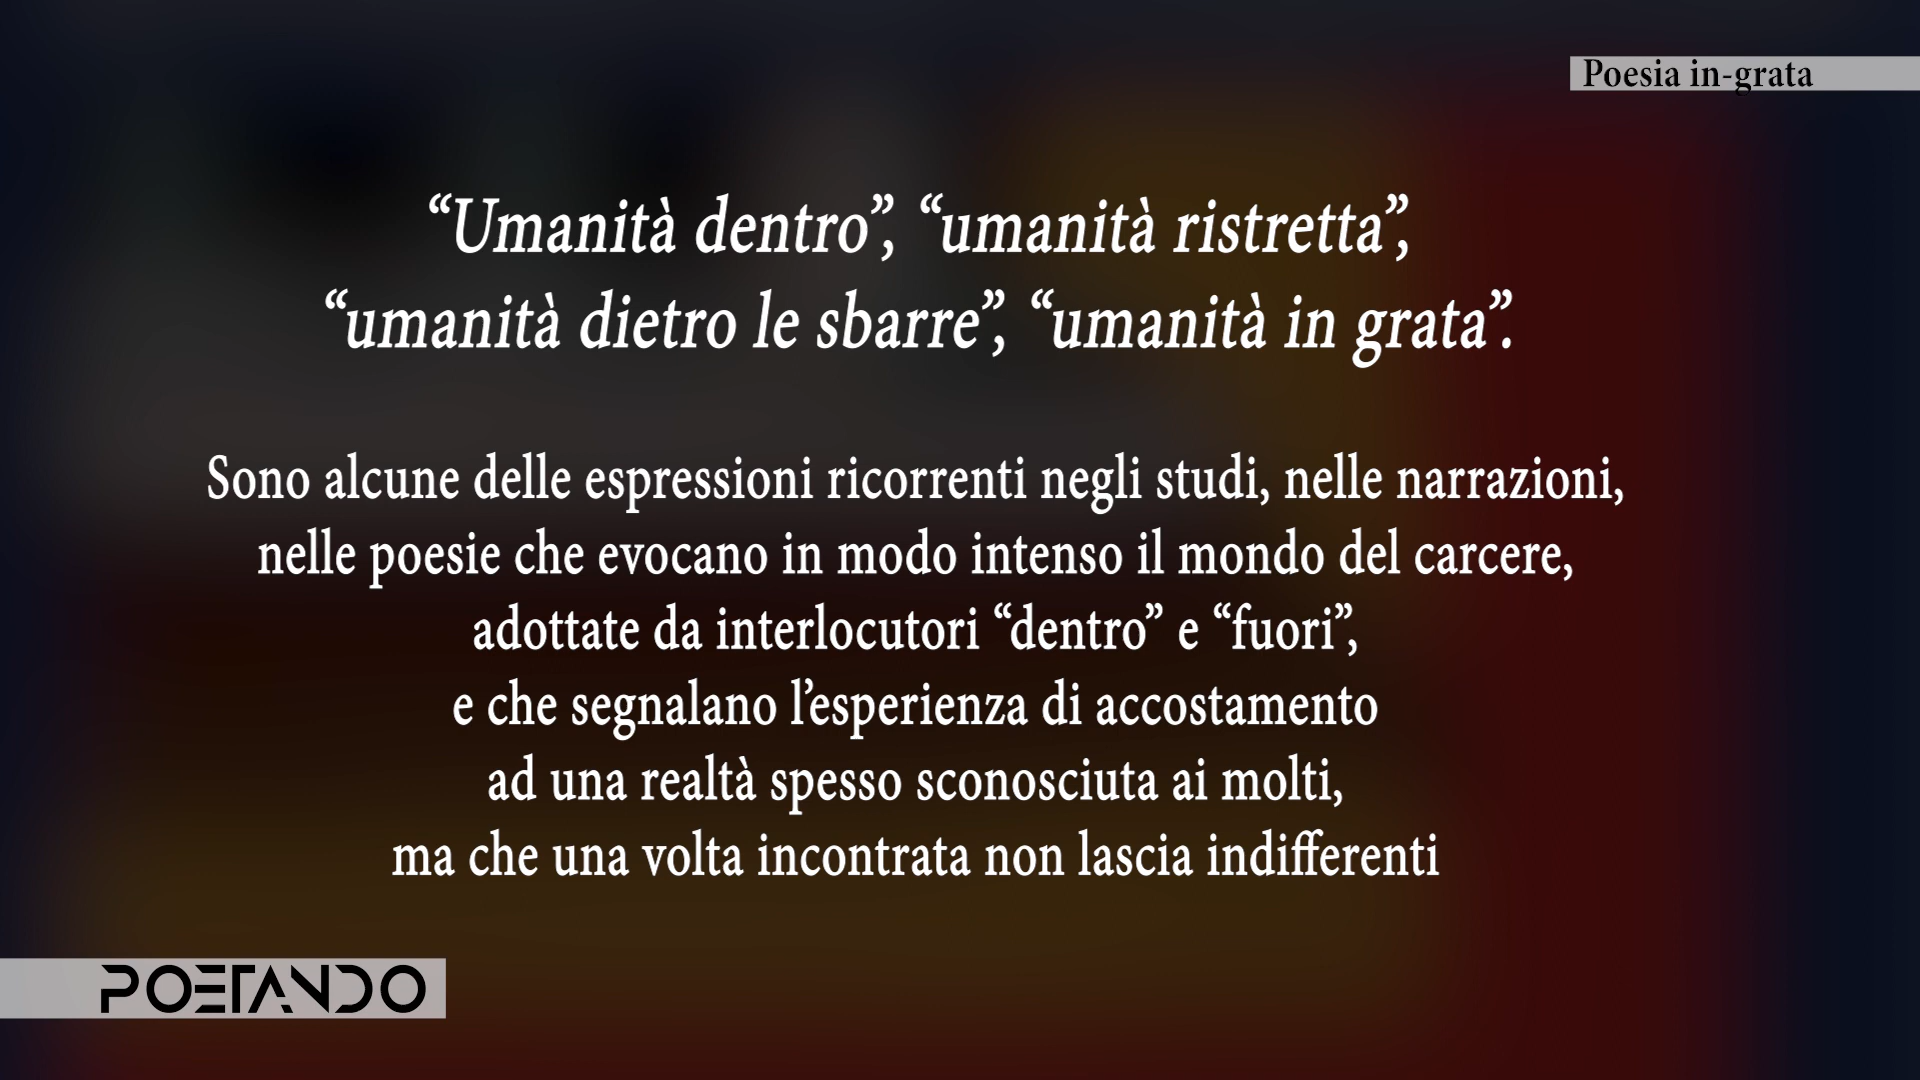 Poesia in-grata
“Umanità dentro”, “umanità ristretta”,
“umanità dietro le sbarre”, “umanità in grata”.
Sono alcune delle espressioni ricorrenti negli studi, nelle narrazioni,
nelle poesie che evocano in modo intenso il mondo del carcere,
adottate da interlocutori “dentro” e “fuori”,
e che segnalano l’esperienza di accostamento
ad una realtà spesso sconosciuta ai molti,
ma che una volta incontrata non lascia indifferenti
POETANDO